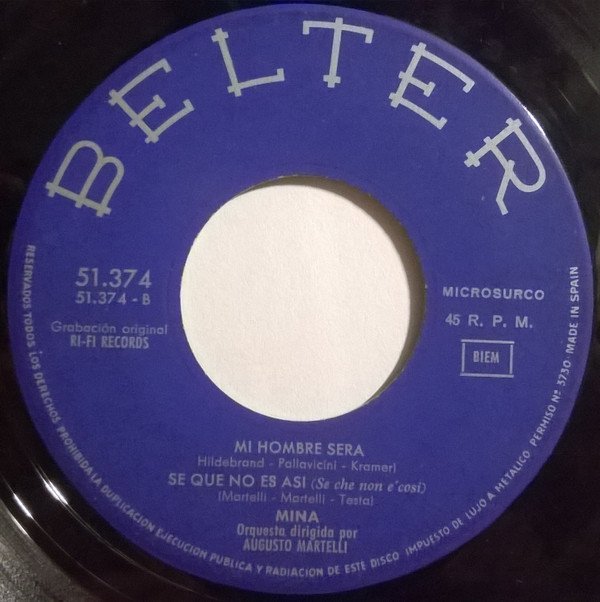 BELTER
51.374
51.374 - B
Grabación original
RI-FI RECORDS
MICROSURCO
45 R. P. M.
BIEM
MI HOMBRE SERA
Hildebrand - Pallavicini - Kramer)
SE QUE NO ES ASI (Se che non e'cosi)
(Martelli - Martelli - Testa)
MINA
Orquesta dirigida por
AUGUSTO MARTELLI
RESERVADOS TODOS LOS DERECHOS PROHIBIDA LA DUPLICACION EJECUCION PUBLICA Y RADIACION DE ESTE DISCO IMPUESTO DE LUJO A METALICO PERMISO Nº 3730 MADE IN SPAIN